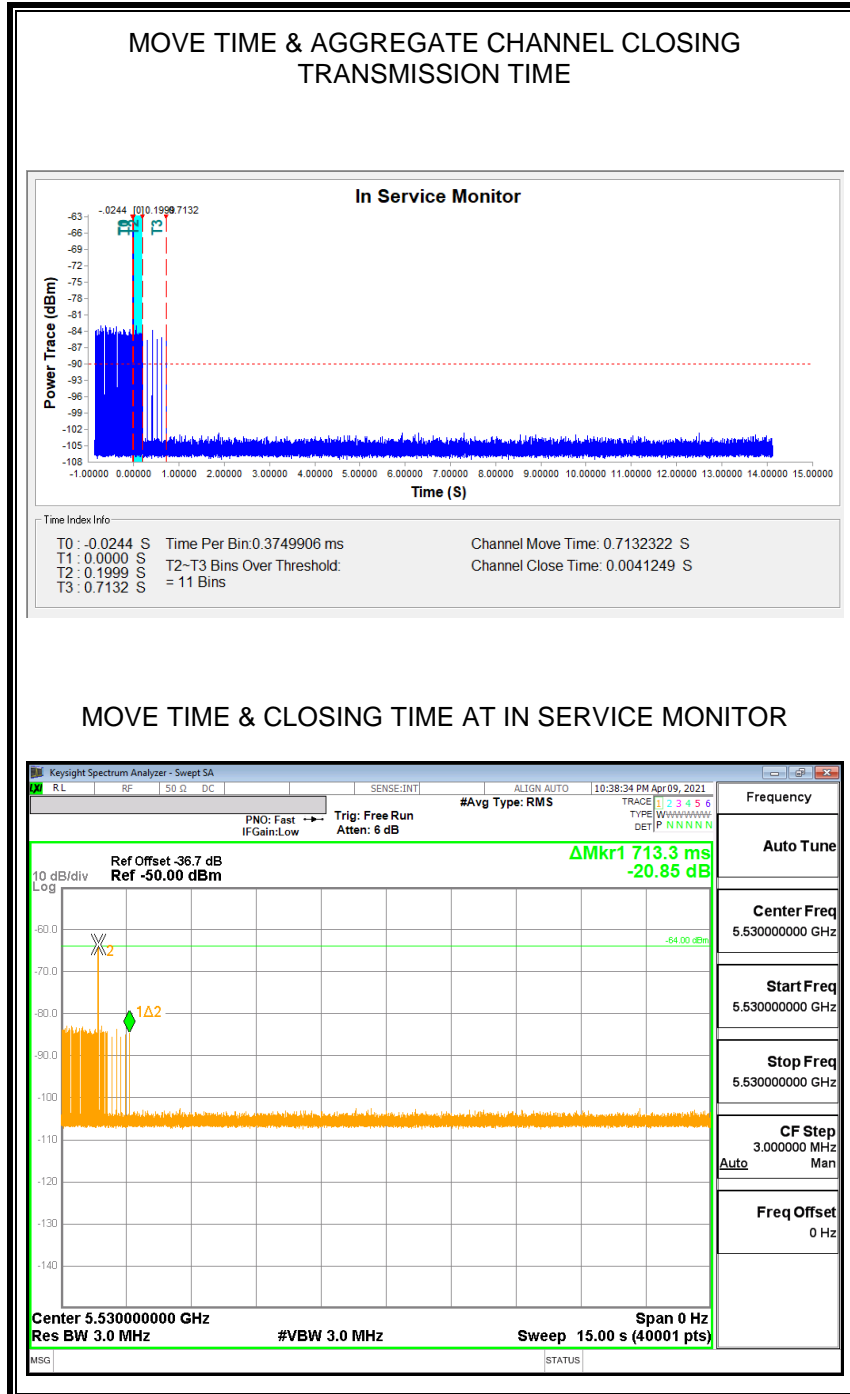 MOVE TIME & AGGREGATE CHANNEL CLOSING
TRANSMISSION TIME
In Service Monitor
-.0244 [0]0.1999
0.7132
T2
T3
-63
-66
-69
-72
-75
-78
-81
-84
-87
-90
-93
-96
-99
-102
-105
-108
Power Trace (dBm)
-1.00000 0.00000 1.00000 2.00000 3.00000 4.00000 5.00000 6.00000 7.00000 8.00000 9.00000 10.00000 11.00000 12.00000 13.00000 14.00000 15.00000
Time (S)
Time Index Info
T0 : -0.0244 S
T1 : 0.0000 S
T2 : 0.1999 S
T3 : 0.7132 S
Time Per Bin:0.3749906 ms
T2~T3 Bins Over Threshold:
= 11 Bins
Channel Move Time: 0.7132322 S
Channel Close Time: 0.0041249 S
MOVE TIME & CLOSING TIME AT IN SERVICE MONITOR
Keysight Spectrum Analyzer - Swept SA
LXI RL RF 50 Ω DC SENSE:INT ALIGN AUTO 10:38:34 PM Apr 09, 2021
#Avg Type: RMS
PNO: Fast
IFGain:Low
Trig: Free Run
Atten: 6 dB
TRACE 1 2 3 4 5 6
TYPE WWWWWW
DET P N N N N N
ΔMkr1 713.3 ms
-20.85 dB
Ref Offset -36.7 dB
10 dB/div Ref -50.00 dBm
Log
-60.0
-70.0
-80.0
-90.0
-100
-110
-120
-130
-140
-64.00 dBm
2
1Δ2
Center 5.530000000 GHz
Span 0 Hz
Res BW 3.0 MHz
#VBW 3.0 MHz
Sweep 15.00 s (40001 pts)
MSG
STATUS
Frequency
Auto Tune
Center Freq
5.530000000 GHz
Start Freq
5.530000000 GHz
Stop Freq
5.530000000 GHz
CF Step
3.000000 MHz
Auto Man
Freq Offset
0 Hz